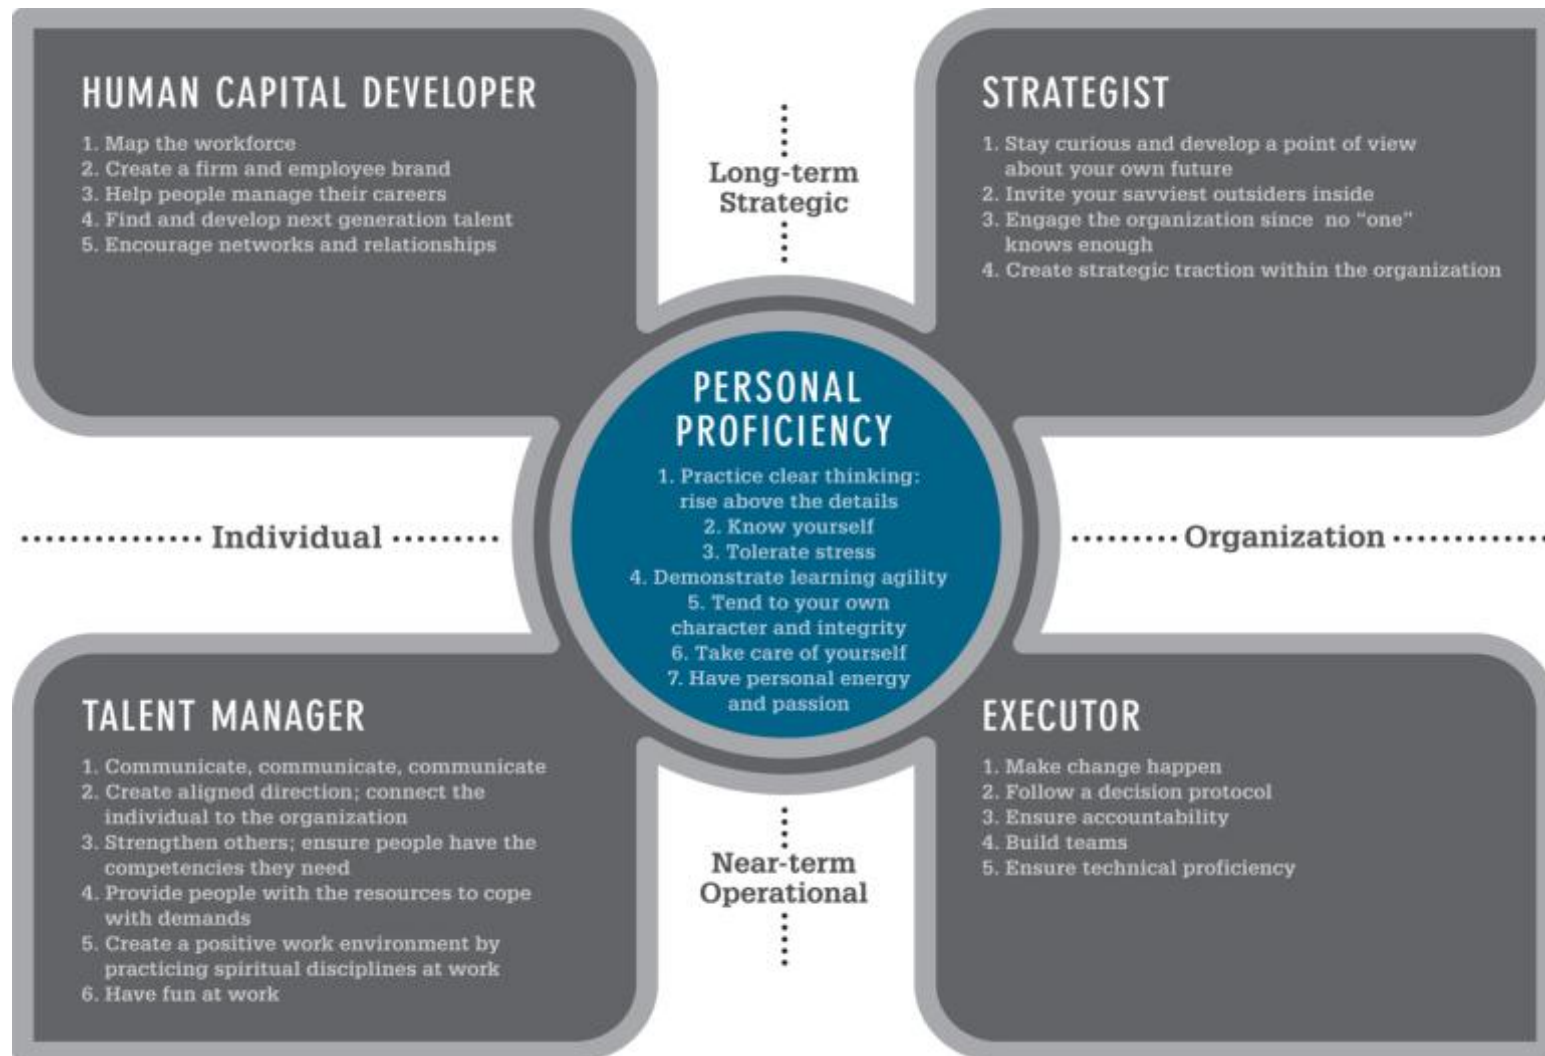 HUMAN CAPITAL DEVELOPER
1. Map the workforce
2. Create a firm and employee brand
3. Help people manage their careers
4. Find and develop next generation talent
5. Encourage networks and relationships
Long-term
Strategic
STRATEGIST
1. Stay curious and develop a point of view
about your own future
2. Invite your savviest outsiders inside
3. Engage the organization since no “one”
knows enough
4. Create strategic traction within the organization
Individual
PERSONAL
PROFICIENCY
1. Practice clear thinking:
rise above the details
2. Know yourself
3. Tolerate stress
4. Demonstrate learning agility
5. Tend to your own
character and integrity
6. Take care of yourself
7. Have personal energy
and passion
Organization
TALENT MANAGER
1. Communicate, communicate, communicate
2. Create aligned direction; connect the
individual to the organization
3. Strengthen others; ensure people have the
competencies they need
4. Provide people with the resources to cope
with demands
5. Create a positive work environment by
practicing spiritual disciplines at work
6. Have fun at work
Near-term
Operational
EXECUTOR
1. Make change happen
2. Follow a decision protocol
3. Ensure accountability
4. Build teams
5. Ensure technical proficiency